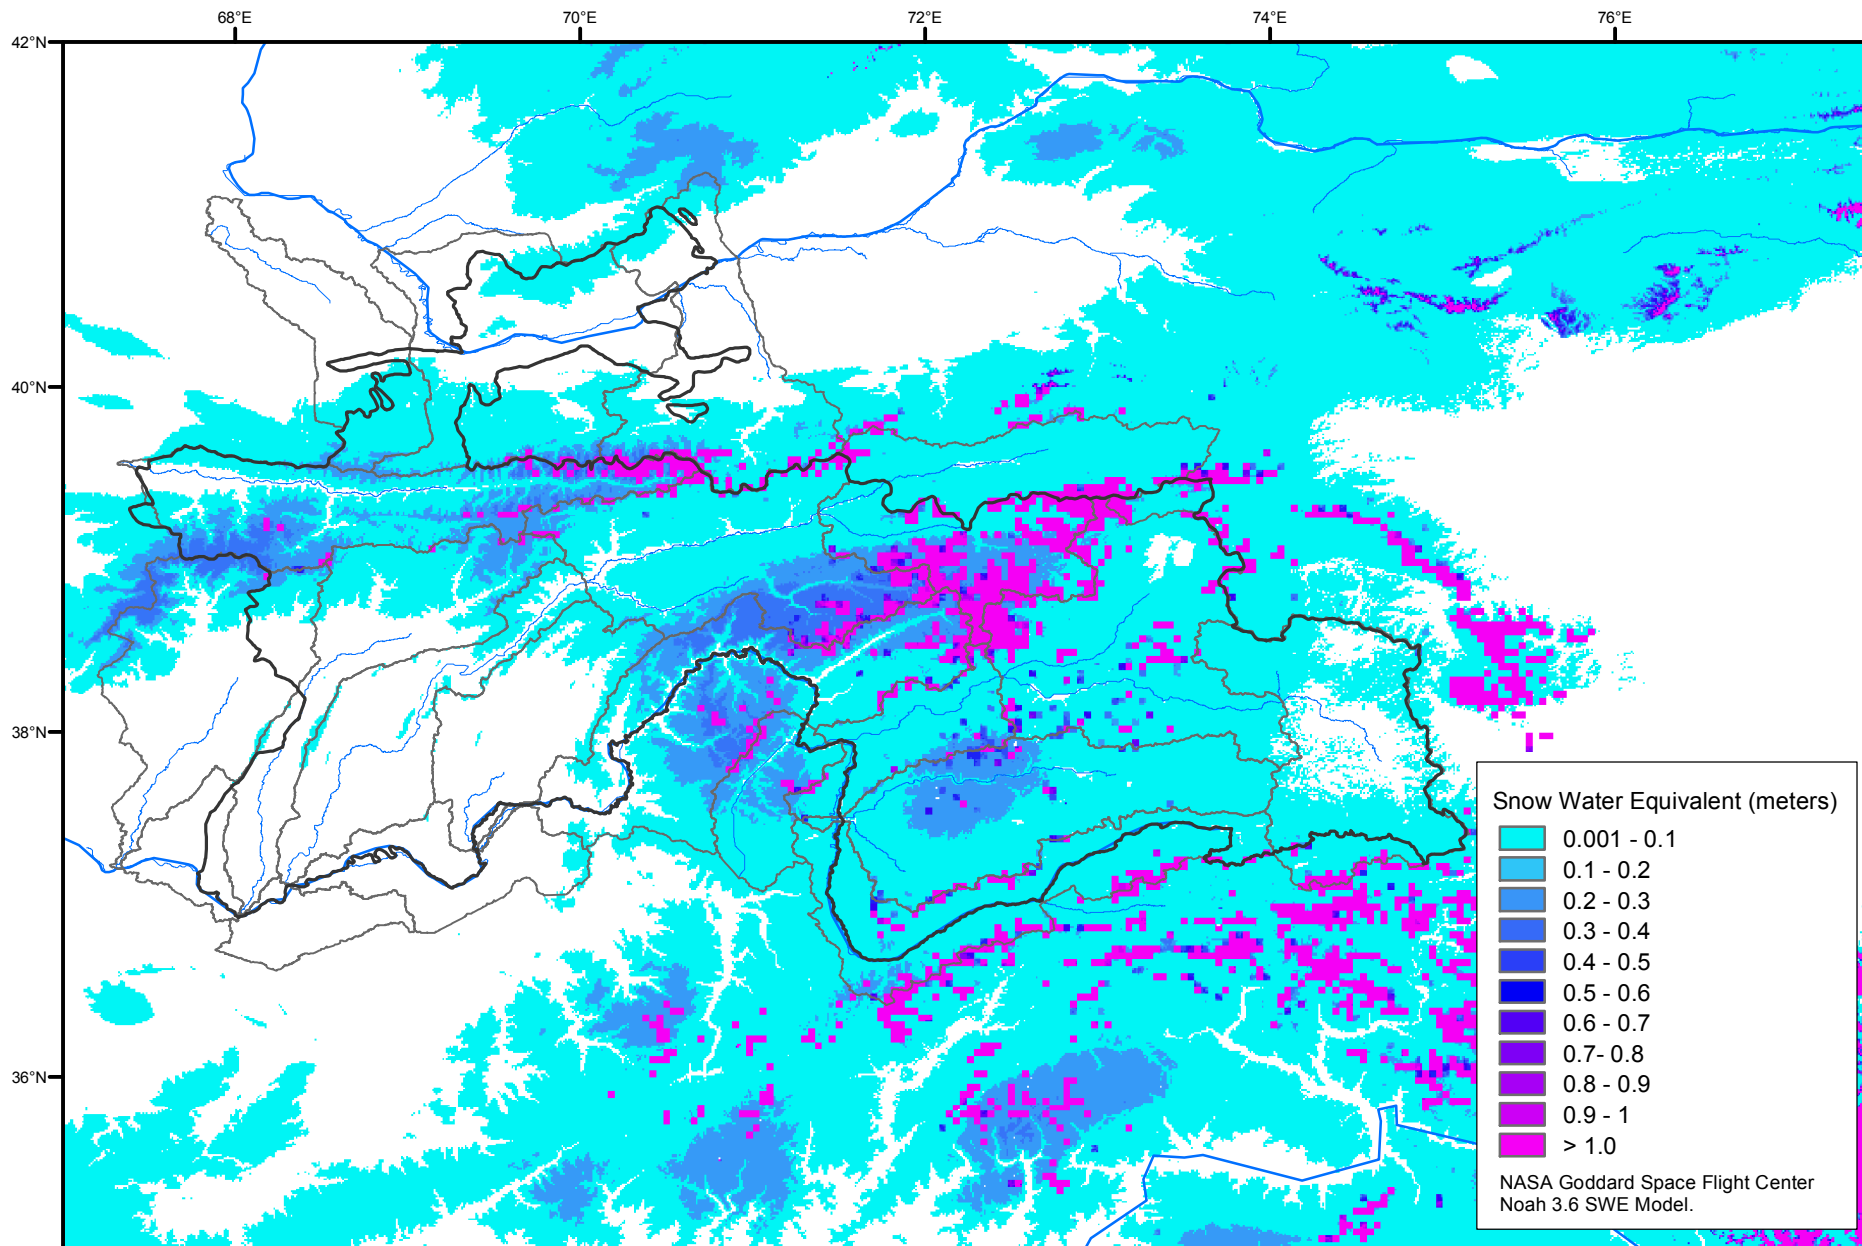 68°E
70°E
72°E
74°E
76°E
42°N
40°N
38°N
36°N
Snow Water Equivalent (meters)
0.001 - 0.1
0.1 - 0.2
0.2 - 0.3
0.3 - 0.4
0.4 - 0.5
0.5 - 0.6
0.6 - 0.7
0.7- 0.8
0.8 - 0.9
0.9 - 1
> 1.0
NASA Goddard Space Flight Center
Noah 3.6 SWE Model.